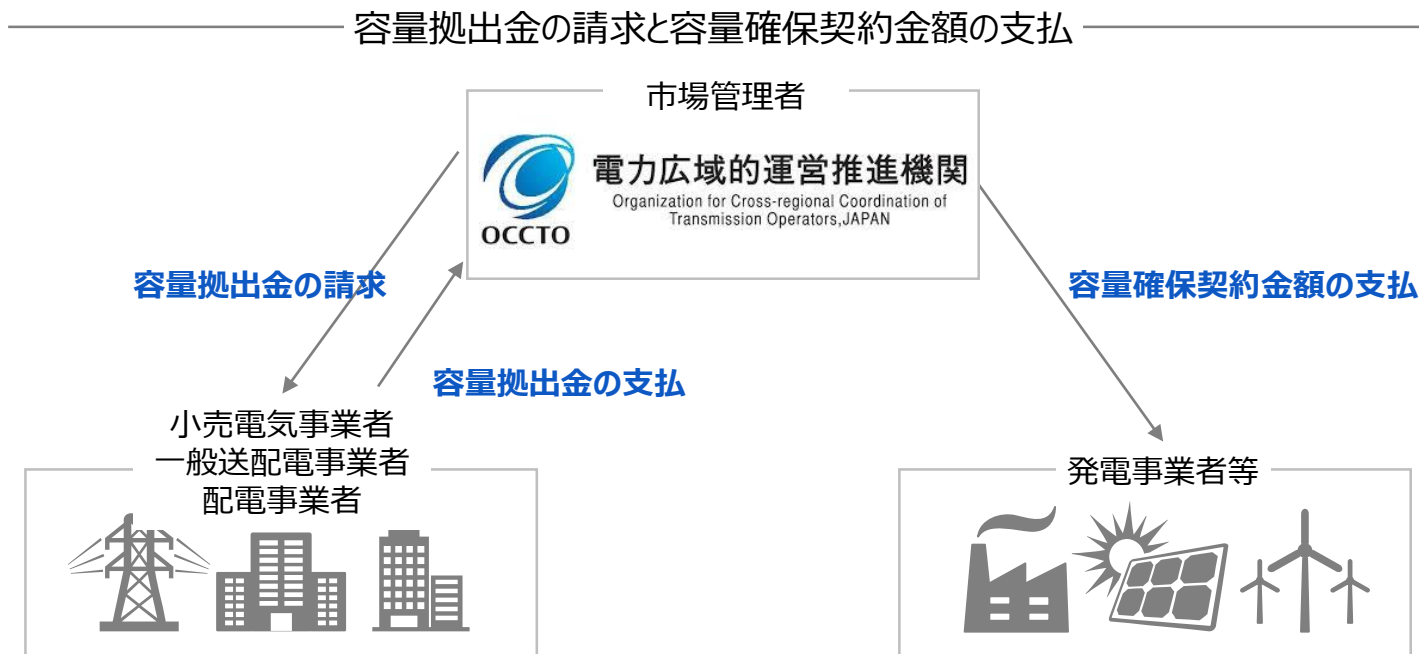 容量拠出金の請求と容量確保契約金額の支払
市場管理者
電力広域的運営推進機関
Organization for Cross-regional Coordination of
Transmission Operators,JAPAN
OCCTO
容量拠出金の請求
容量確保契約金額の支払
容量拠出金の支払
小売電気事業者
一般送配電事業者
配電事業者
発電事業者等